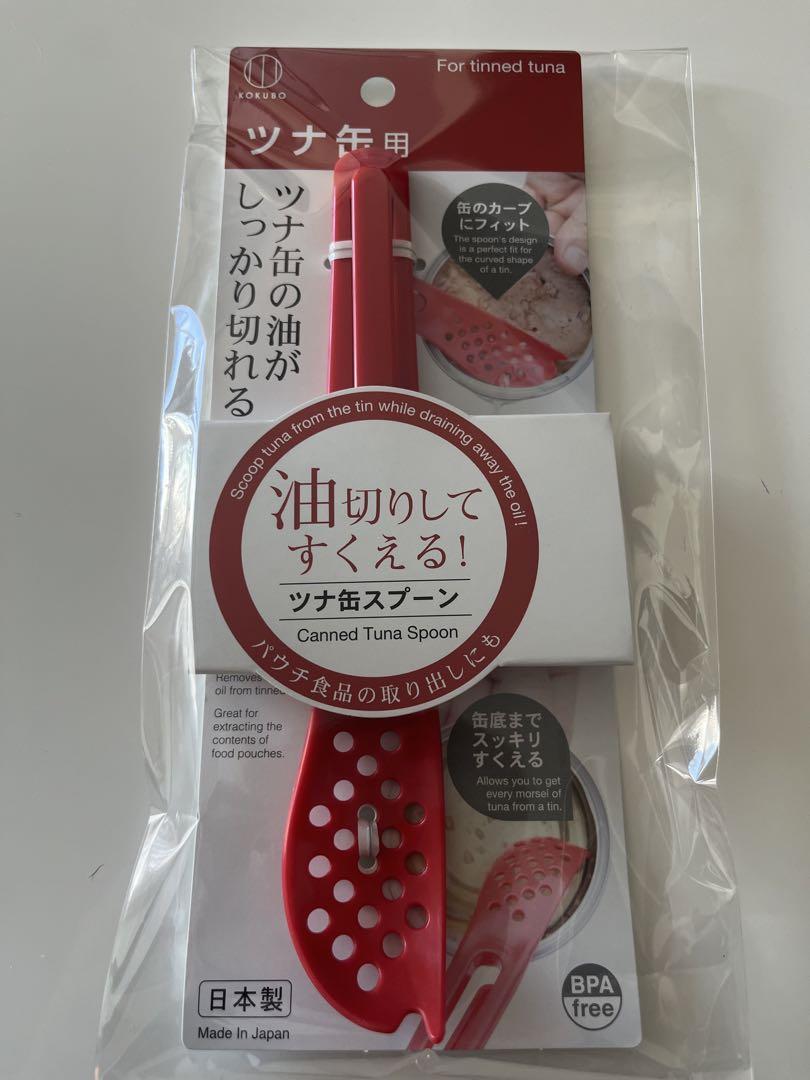 KOKUBO
For tinned tuna
ツナ缶用
ツナ缶の油が
しっかり切れる
缶のカーブ
にフィット
The spoon's design
is a perfect fit for
the curved shape
of a tin.
Scoop tuna from the tin while draining away the oil!
油切りして
すくえる!
ツナ缶スプーン
Canned Tuna Spoon
パウチ食品の取り出しにも
Removes
oil from tinned
Great for
extracting the
contents of
food pouches.
缶底まで
スッキリ
すくえる
Allows you to get
every morsel of
tuna from a tin.
日本製
Made In Japan
BPA
free